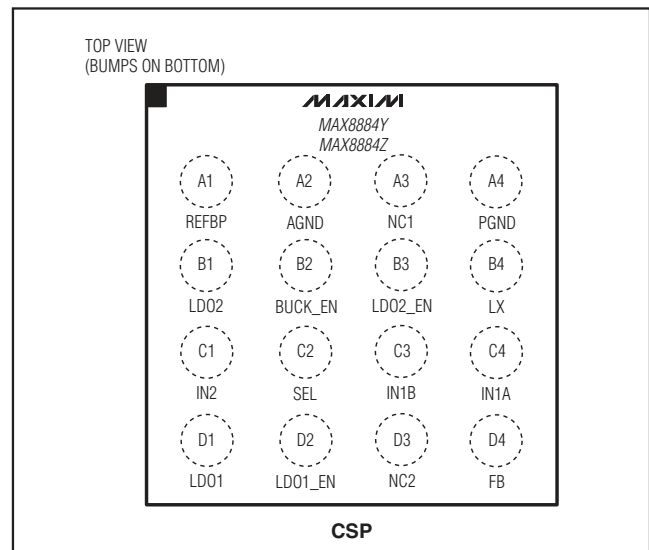 TOP VIEW
(BUMPS ON BOTTOM)
MAXIM
MAX8884Y
MAX8884Z
A1 A2 A3 A4
REFBP AGND NC1 PGND
B1 B2 B3 B4
LDO2 BUCK_EN LDO2_EN LX
C1 C2 C3 C4
IN2 SEL IN1B IN1A
D1 D2 D3 D4
LDO1 LDO1_EN NC2 FB
CSP